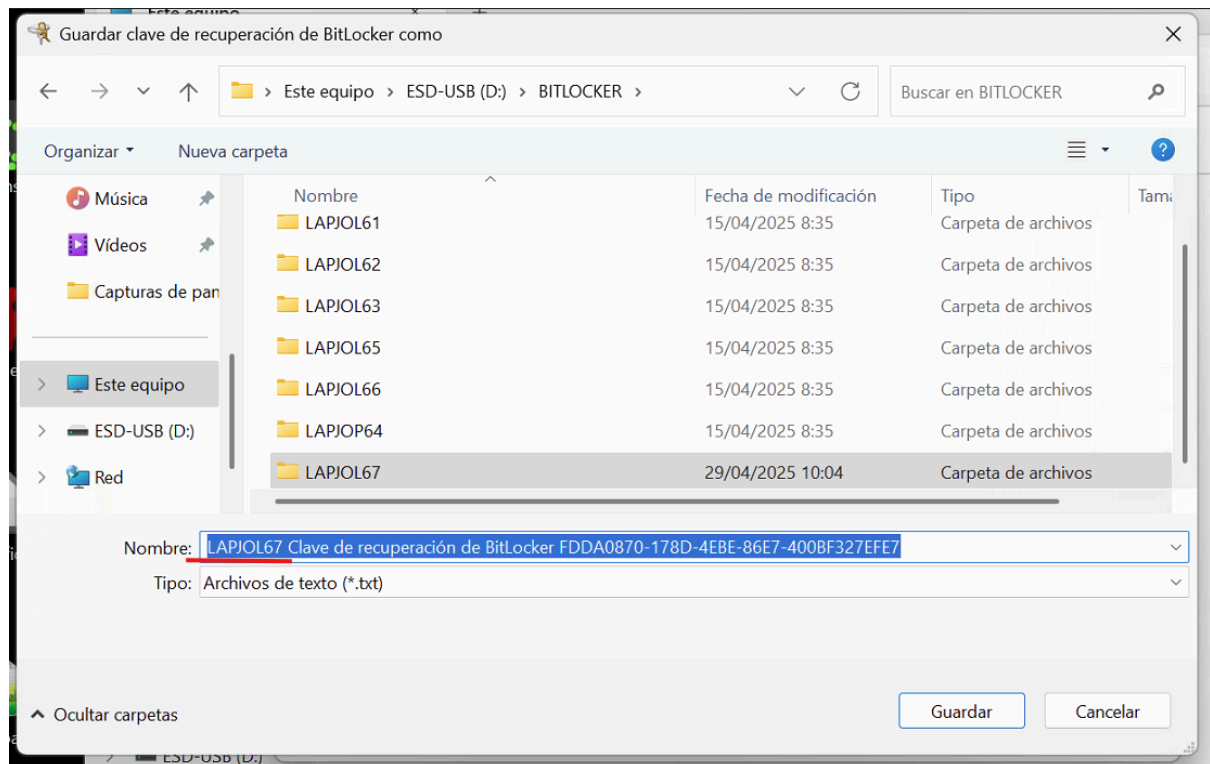 Este equipo
Guardar clave de recuperación de BitLocker como
Este equipo > ESD-USB (D:) > BITLOCKER >
Buscar en BITLOCKER
Organizar
Nueva carpeta
Nombre
Fecha de modificación
Tipo
Música
LAPJOL61 15/04/2025 8:35 Carpeta de archivos
Vídeos
LAPJOL62 15/04/2025 8:35 Carpeta de archivos
Capturas de pan
LAPJOL63 15/04/2025 8:35 Carpeta de archivos
LAPJOL65 15/04/2025 8:35 Carpeta de archivos
Este equipo
LAPJOL66 15/04/2025 8:35 Carpeta de archivos
ESD-USB (D:)
LAPJOP64 15/04/2025 8:35 Carpeta de archivos
Red
LAPJOL67 29/04/2025 10:04 Carpeta de archivos
Nombre: LAPJOL67 Clave de recuperación de BitLocker FDDA0870-178D-4EBE-86E7-400BF327EFE7
Tipo: Archivos de texto (*.txt)
Ocultar carpetas
Guardar
Cancelar
ESD-USB (D:)